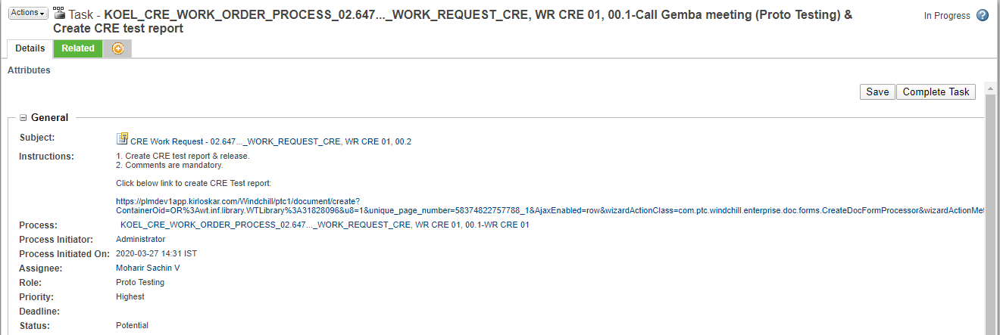 Actions
Task - KOEL_CRE_WORK_ORDER_PROCESS_02.647..._WORK_REQUEST_CRE, WR CRE 01, 00.1-Call Gemba meeting (Proto Testing) &
Create CRE test report
In Progress
Details
Related
Attributes
Save
Complete Task
General
Subject: CRE Work Request - 02.647..._WORK_REQUEST_CRE, WR CRE 01, 00.2
Instructions: 1. Create CRE test report & release.
2. Comments are mandatory.
Click below link to create CRE Test report:
https://plmdev1app.kirloskar.com/Windchill/ptc1/document/create?
ContainerOid=OR%3Awt.inf.library.WTLibrary%3A31828096&u8=1&unique_page_number=58374822757788_1&AjaxEnabled=row&wizardActionClass=com.ptc.windchill.enterprise.doc.forms.CreateDocFormProcessor&wizardActionMet
Process: KOEL_CRE_WORK_ORDER_PROCESS_02.647..._WORK_REQUEST_CRE, WR CRE 01, 00.1-WR CRE 01
Process Initiator: Administrator
Process Initiated On: 2020-03-27 14:31 IST
Assignee: Moharir Sachin V
Role: Proto Testing
Priority: Highest
Deadline:
Status: Potential